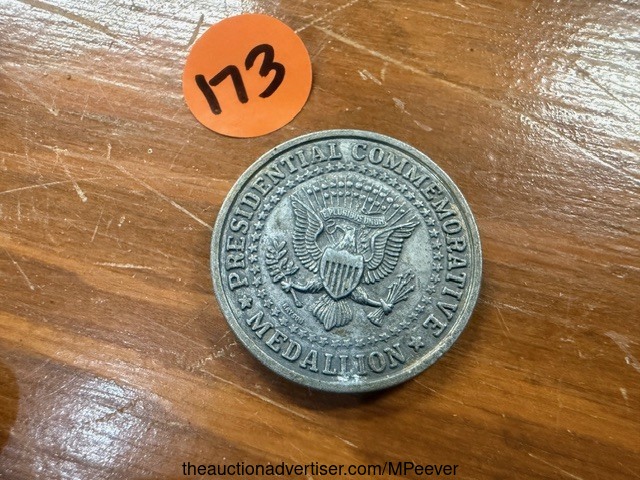 173
PRESIDENTIAL COMMEMORATIVE
MEDALLION
E PLURIBUS UNUM
theauctionadvertiser.com/MPeever